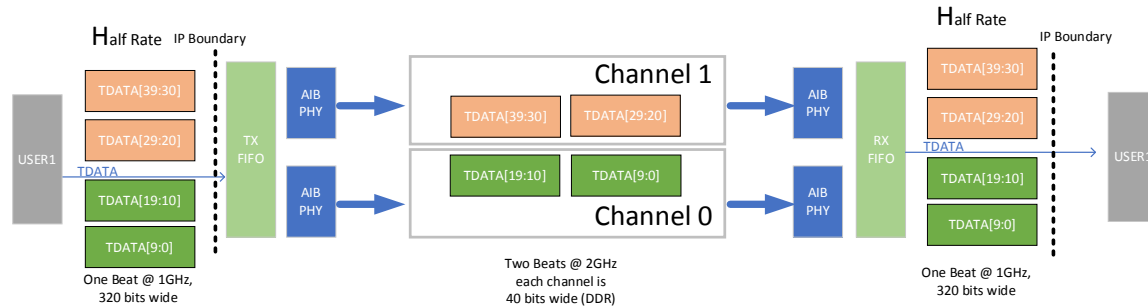 Half Rate
IP Boundary
USER1
TDATA[39:30]
TDATA[29:20]
TDATA
TDATA[19:10]
TDATA[9:0]
One Beat @ 1GHz,
320 bits wide
TX
FIFO
AIB
PHY
AIB
PHY
Channel 1
TDATA[39:30]
TDATA[29:20]
TDATA[19:10]
TDATA[9:0]
Channel 0
Two Beats @ 2GHz
each channel is
40 bits wide (DDR)
AIB
PHY
AIB
PHY
RX
FIFO
Half Rate
IP Boundary
TDATA[39:30]
TDATA[29:20]
TDATA
TDATA[19:10]
TDATA[9:0]
One Beat @ 1GHz,
320 bits wide
USER1